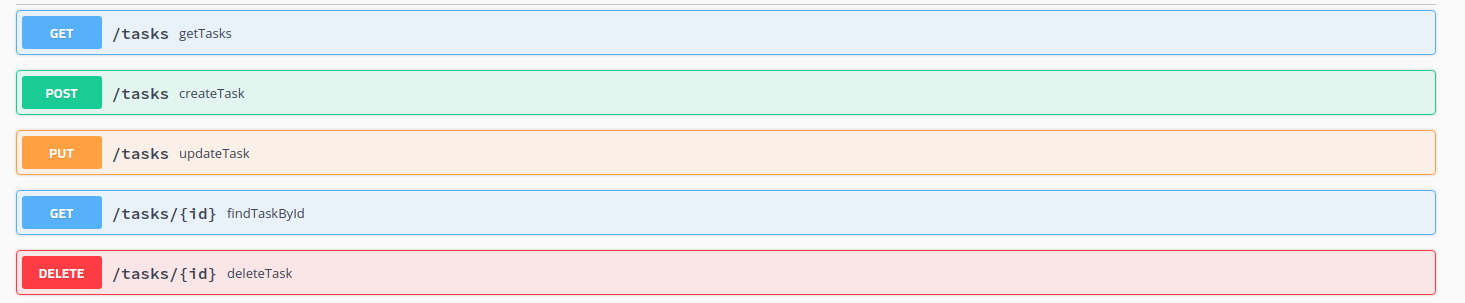 GET /tasks getTasks
POST /tasks createTask
PUT /tasks updateTask
GET /tasks/{id} findTaskById
DELETE /tasks/{id} deleteTask